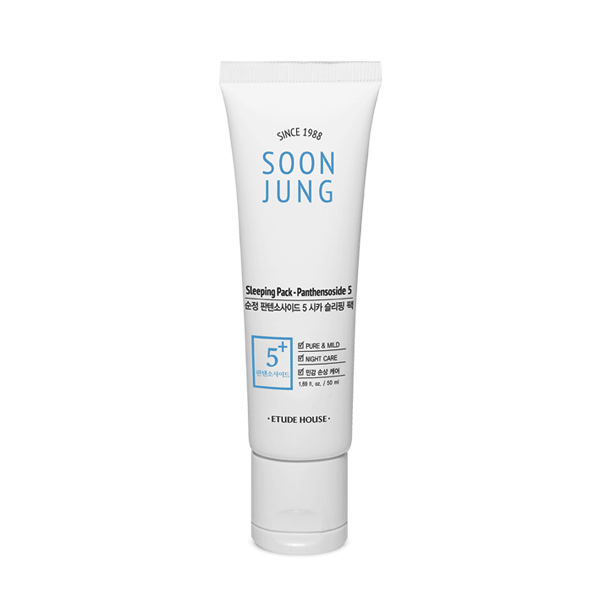 SINCE 1988
SOON
JUNG
Sleeping Pack - Panthensoside 5
순정 판텐소사이드 5 시카 슬리핑 팩
5+
판텐소사이드
☑ PURE & MILD
☑ NIGHT CARE
☑ 민감 손상 케어
1.69 fl. oz. / 50 ml
· ETUDE HOUSE ·